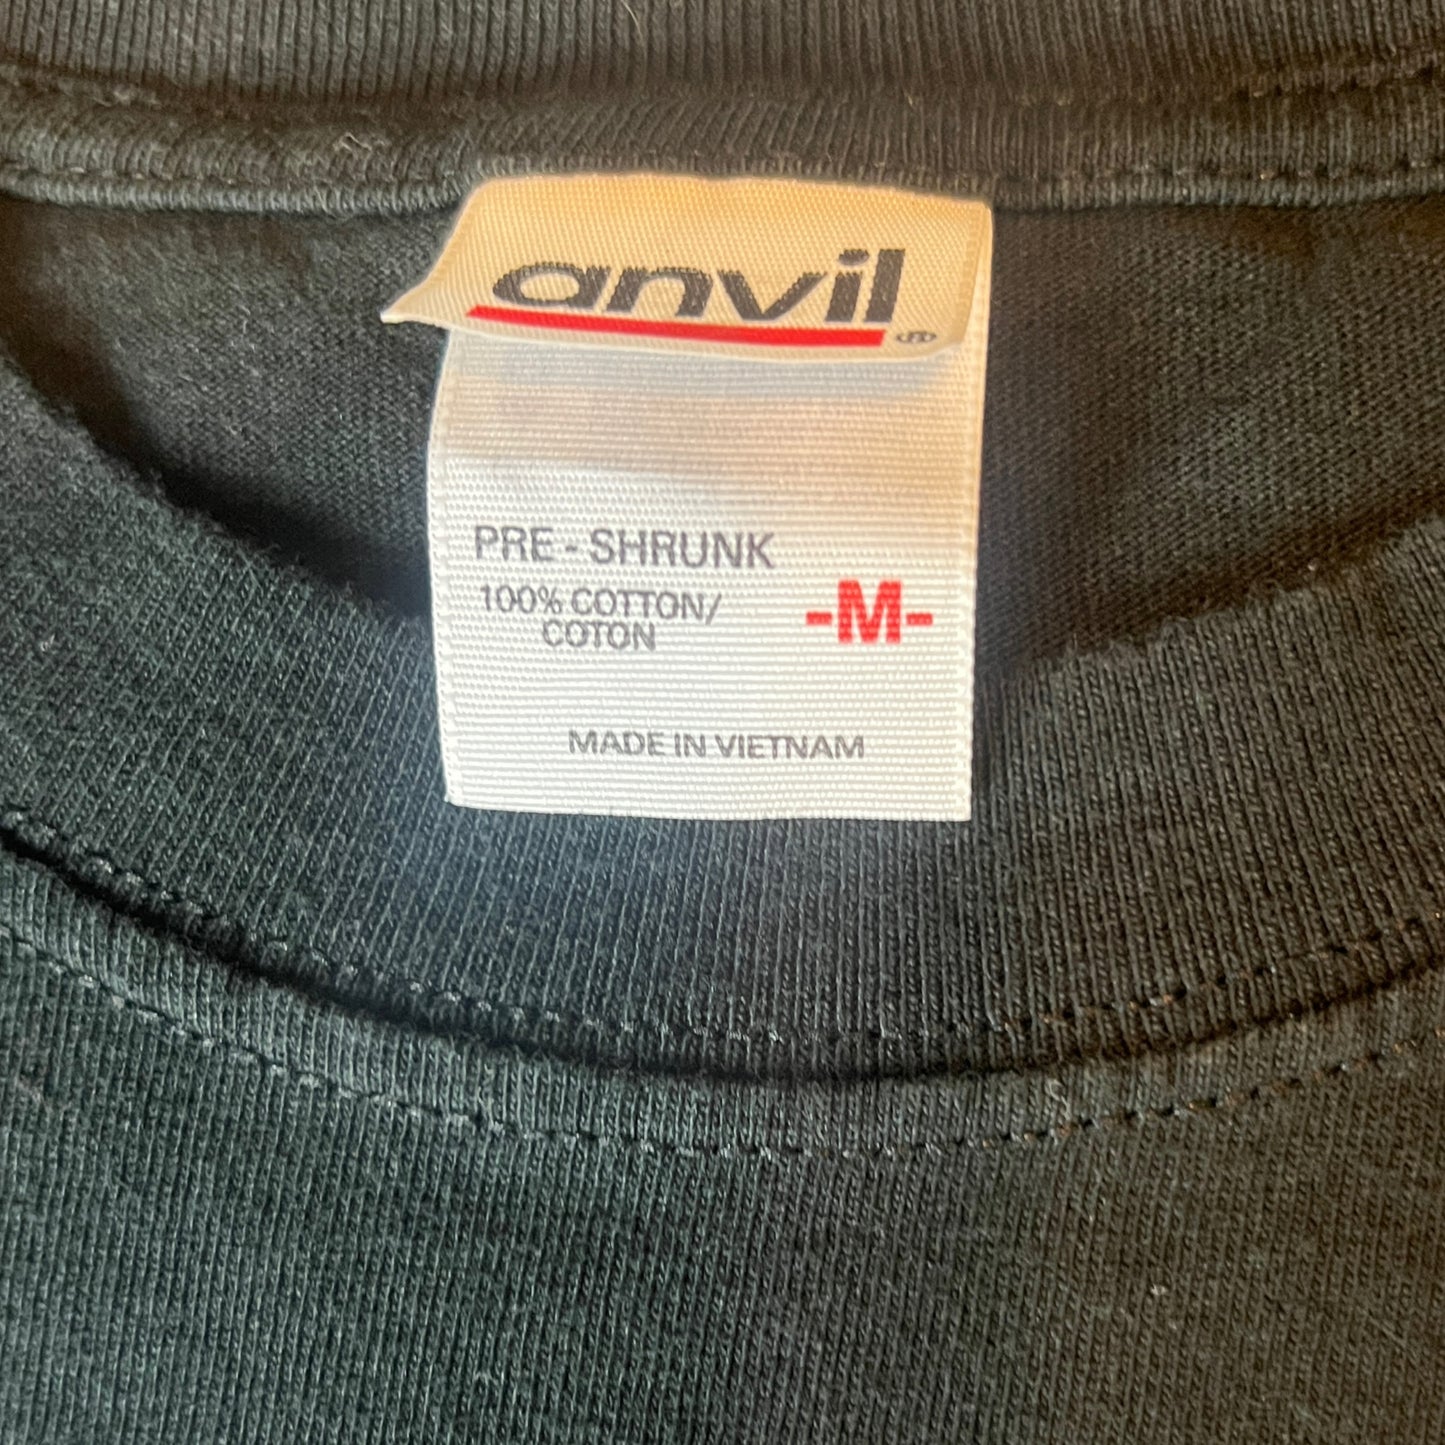 anvil®
PRE - SHRUNK
100% COTTON/
COTON
-M-
MADE IN VIETNAM